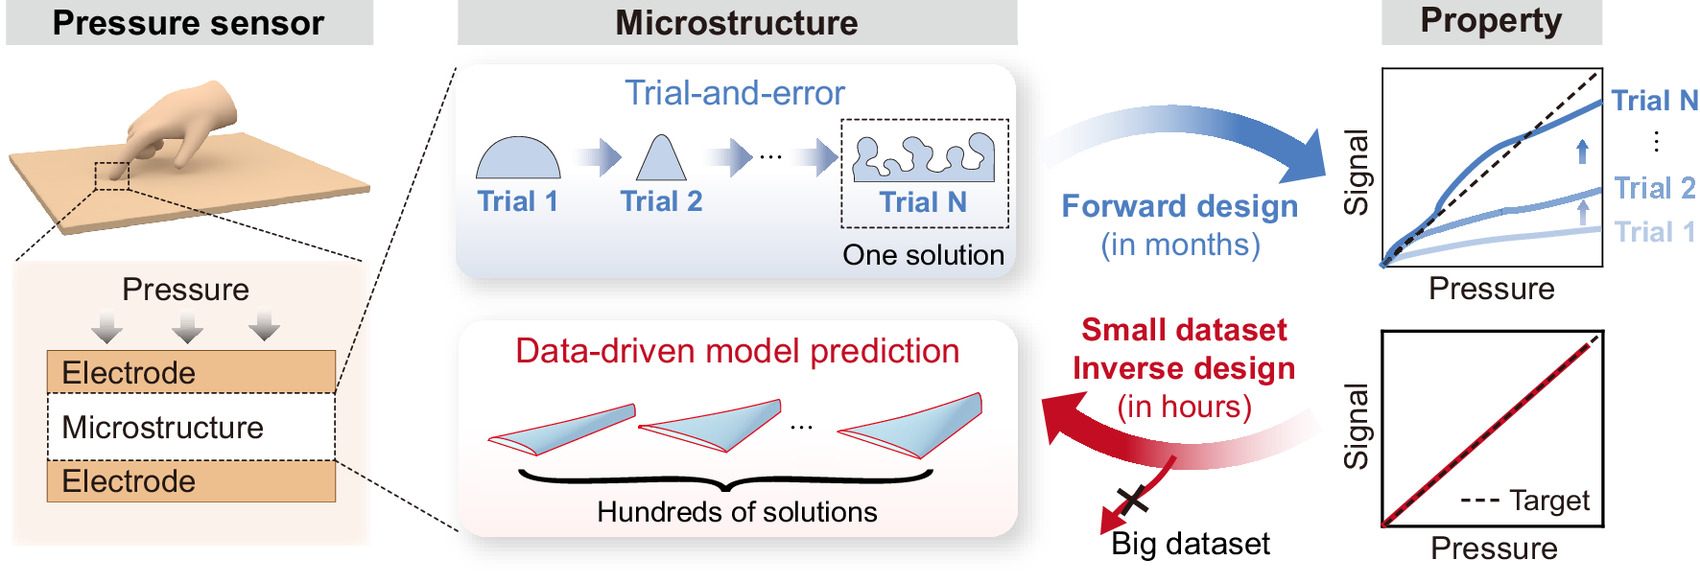 Pressure sensor
Pressure
Electrode
Microstructure
Electrode
Microstructure
Trial-and-error
...
Trial 1
Trial 2
Trial N
One solution
Data-driven model prediction
...
Hundreds of solutions
Forward design
(in months)
Small dataset
Inverse design
(in hours)
Big dataset
Property
Signal
Trial N
...
Trial 2
Trial 1
Pressure
Signal
Target
Pressure